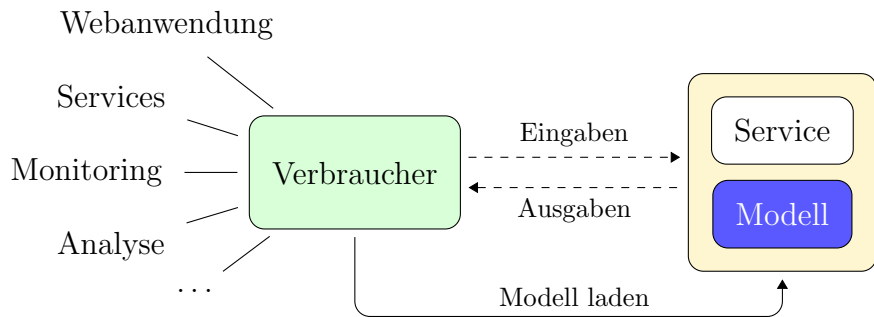 Webanwendung
Services
Monitoring
Analyse
...
Verbraucher
Eingaben
Ausgaben
Service
Modell
Modell laden